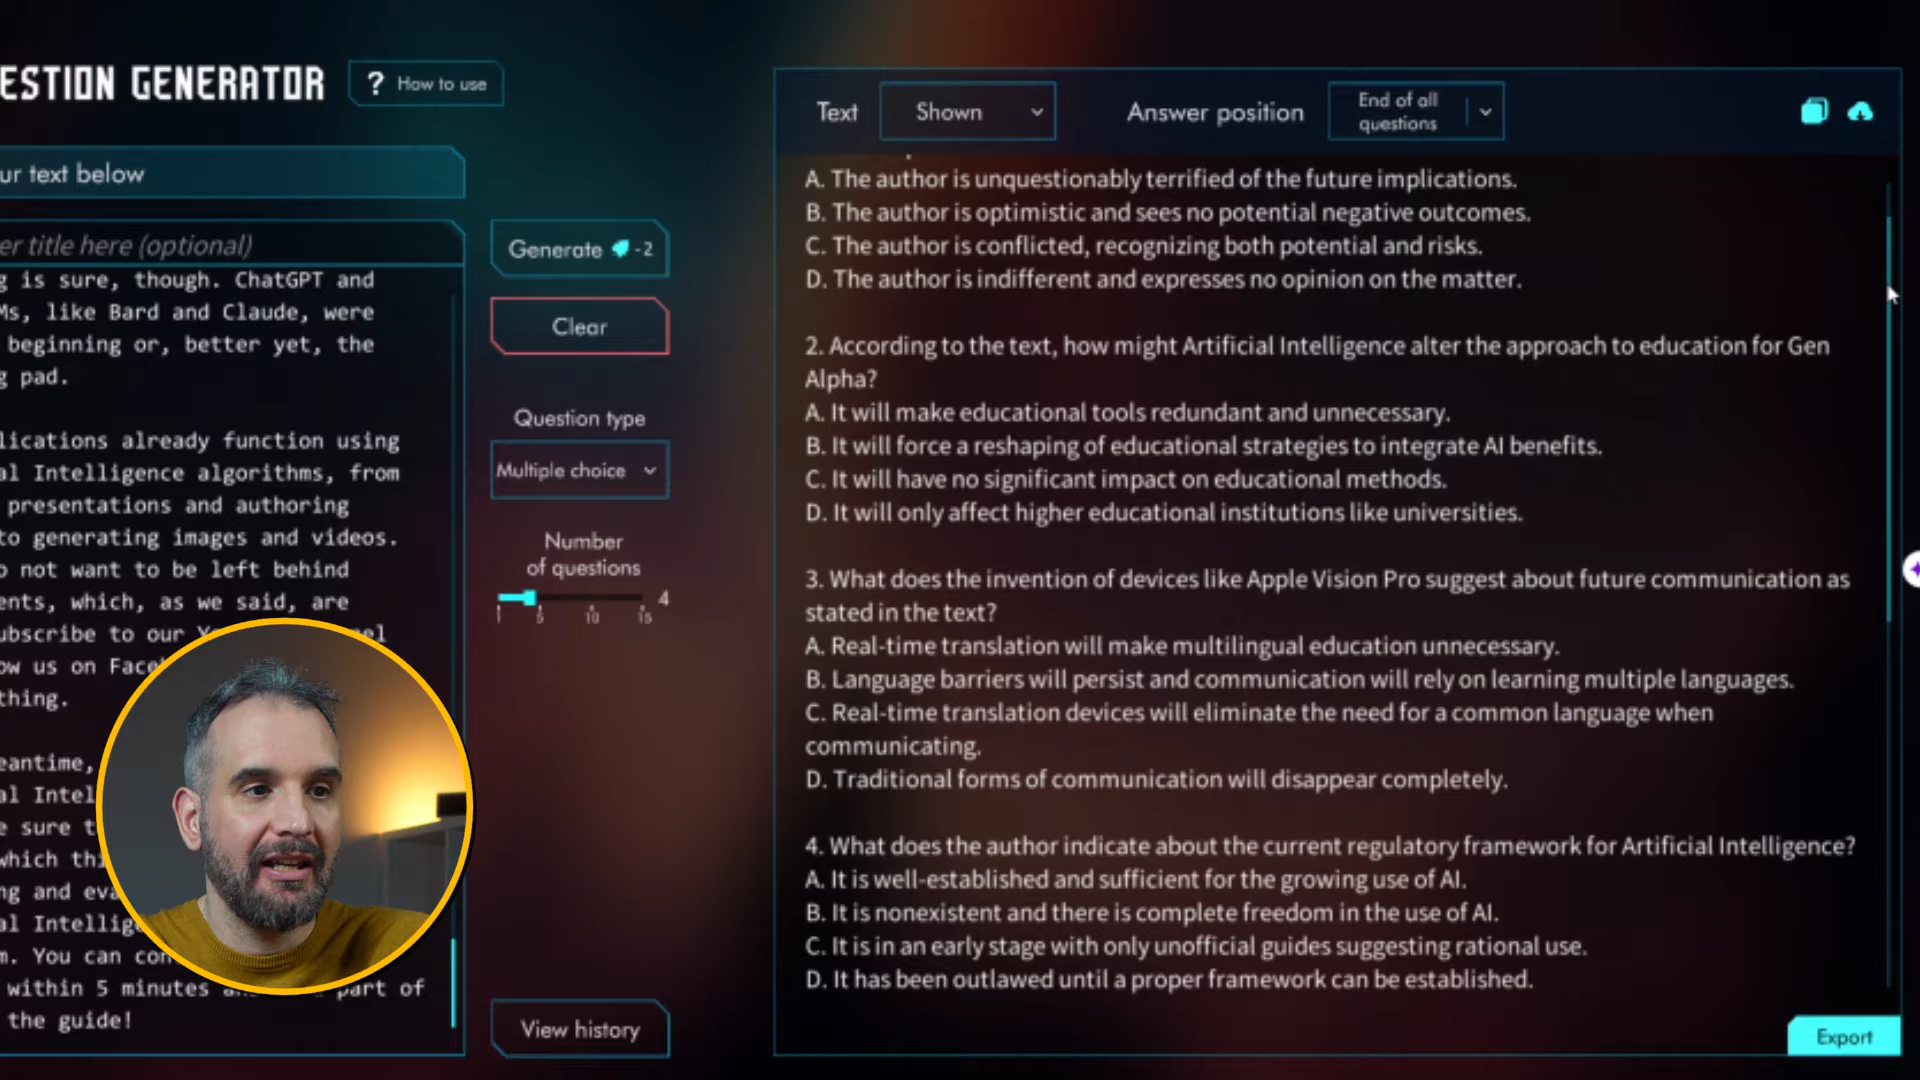 ESTION GENERATOR
? How to use
ur text below
er title here (optional)
g is sure, though. ChatGPT and
Ms, like Bard and Claude, were
beginning or, better yet, the
g pad.
lications already function using
al Intelligence algorithms, from
presentations and authoring
to generating images and videos.
o not want to be left behind
ents, which, as we said, are
ubscribe to our
ow us on
thing.
eantime,
al Intel
e sure t
which thi
ng and eva
al Intellig
m. You can con
within 5 minutes part of
the guide!
Generate -2
Clear
Question type
Multiple choice
Number
of questions
4
1 5 10 15
View history
Text Shown Answer position End of all
questions
A. The author is unquestionably terrified of the future implications.
B. The author is optimistic and sees no potential negative outcomes.
C. The author is conflicted, recognizing both potential and risks.
D. The author is indifferent and expresses no opinion on the matter.
2. According to the text, how might Artificial Intelligence alter the approach to education for Gen
Alpha?
A. It will make educational tools redundant and unnecessary.
B. It will force a reshaping of educational strategies to integrate AI benefits.
C. It will have no significant impact on educational methods.
D. It will only affect higher educational institutions like universities.
3. What does the invention of devices like Apple Vision Pro suggest about future communication as
stated in the text?
A. Real-time translation will make multilingual education unnecessary.
B. Language barriers will persist and communication will rely on learning multiple languages.
C. Real-time translation devices will eliminate the need for a common language when
communicating.
D. Traditional forms of communication will disappear completely.
4. What does the author indicate about the current regulatory framework for Artificial Intelligence?
A. It is well-established and sufficient for the growing use of AI.
B. It is nonexistent and there is complete freedom in the use of AI.
C. It is in an early stage with only unofficial guides suggesting rational use.
D. It has been outlawed until a proper framework can be established.
Export